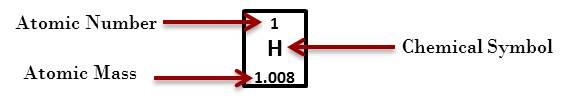 Atomic Number
1
H
Chemical Symbol
Atomic Mass
1.008